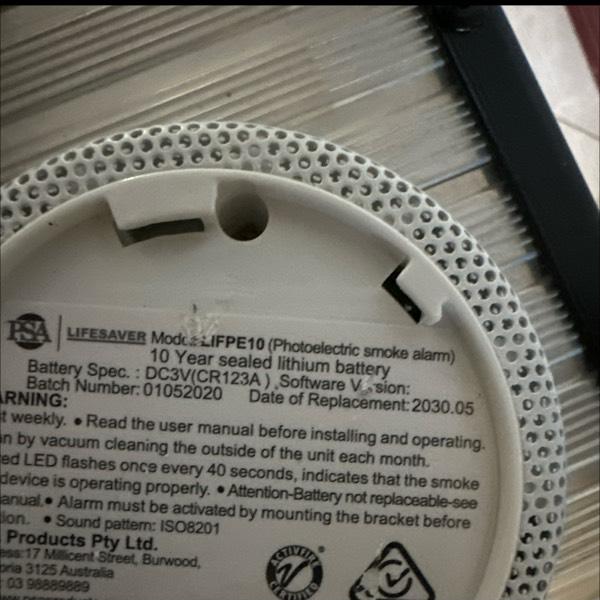 PSA LIFESAVER Model: LIFPE10 (Photoelectric smoke alarm)
10 Year sealed lithium battery
Battery Spec. : DC3V(CR123A ) ,Software Version:
Batch Number: 01052020 Date of Replacement: 2030.05
ARNING:
t weekly. • Read the user manual before installing and operating.
n by vacuum cleaning the outside of the unit each month.
ed LED flashes once every 40 seconds, indicates that the smoke
device is operating properly. • Attention-Battery not replaceable-see
anual. • Alarm must be activated by mounting the bracket before
tion. • Sound pattern: ISO8201
Products Pty Ltd.
ess:17 Millicent Street, Burwood,
oria 3125 Australia
: 03 98889889
ACTIVFIRE
CERTIFIED